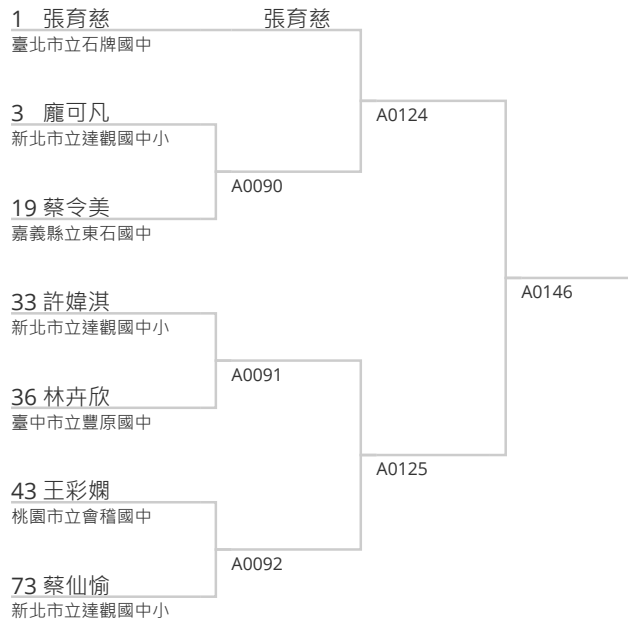 1 張育慈
張育慈
臺北市立石牌國中
3 龐可凡
A0124
新北市立達觀國中小
A0090
19 蔡令美
嘉義縣立東石國中
A0146
33 許媁淇
新北市立達觀國中小
A0091
36 林卉欣
臺中市立豐原國中
A0125
43 王彩嫻
桃園市立會稽國中
A0092
73 蔡仙愉
新北市立達觀國中小